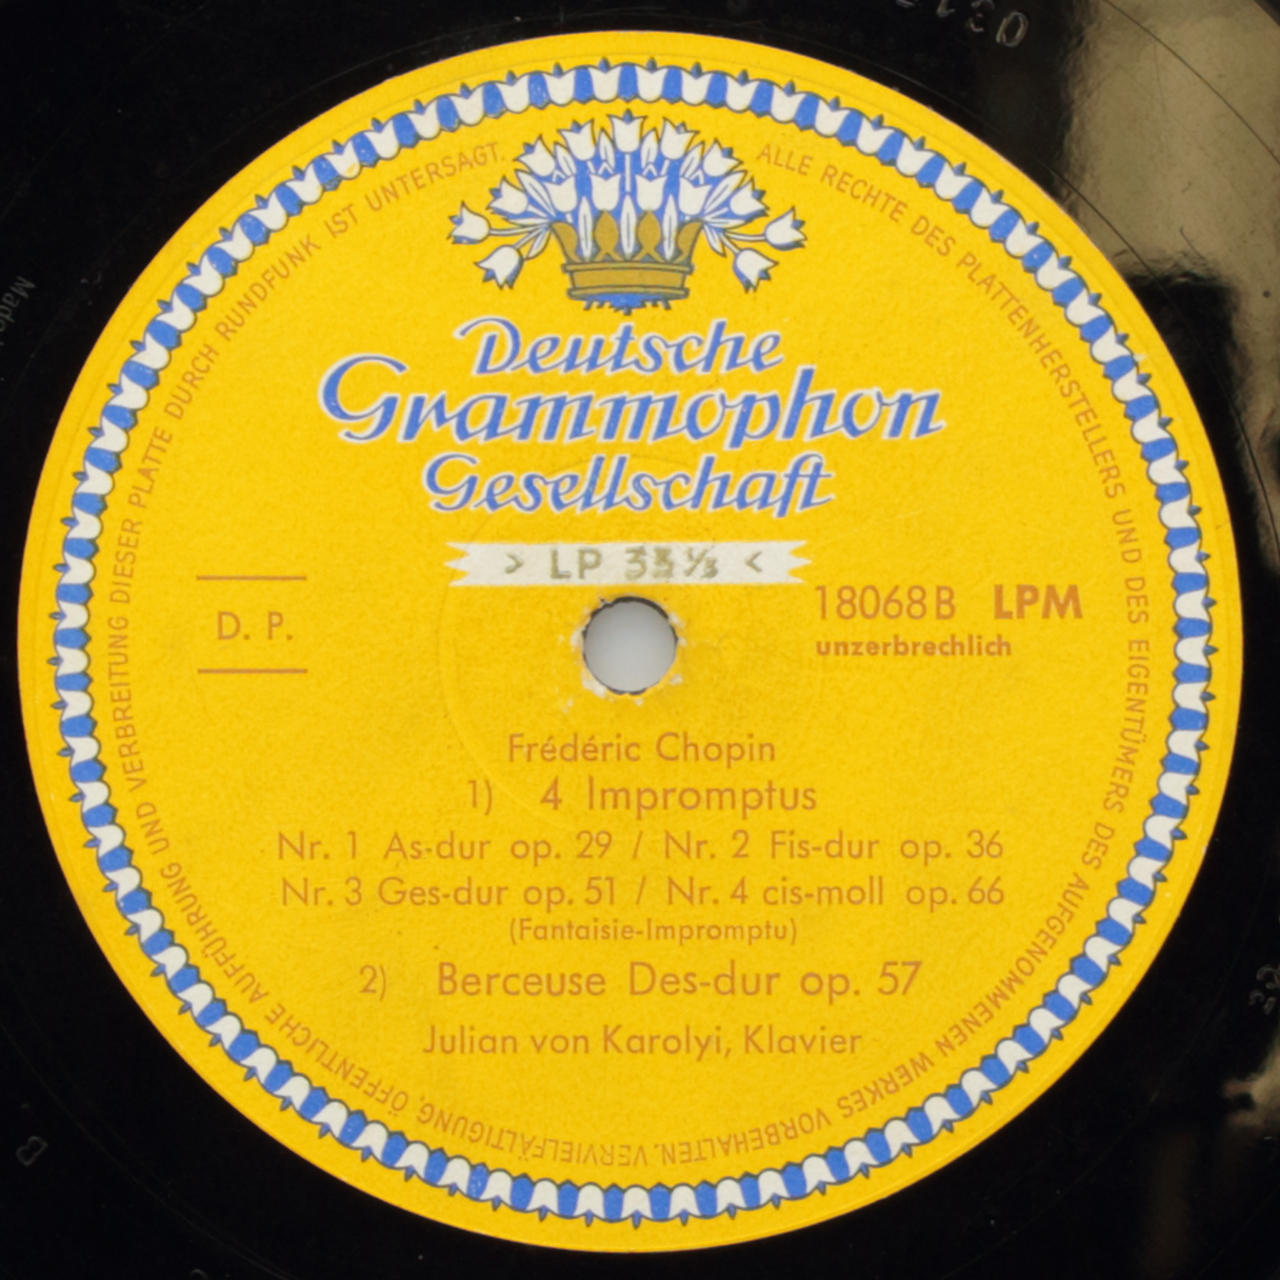 ALLE RECHTE DES PLATTENHERSTELLERS UND DES EIGENTÜMERS DES AUFGENOMMENEN WERKES VORBEHALTEN. VERVIELFÄLTIGUNG, ÖFFENTLICHE AUFFÜHRUNG UND VERBREITUNG DIESER PLATTE DURCH RUNDFUNK IST UNTERSAGT.
Deutsche
Grammophon
Gesellschaft
> LP 33⅓ <
D. P.
18068 B LPM
unzerbrechlich
Frédéric Chopin
1) 4 Impromptus
Nr. 1 As-dur op. 29 / Nr. 2 Fis-dur op. 36
Nr. 3 Ges-dur op. 51 / Nr. 4 cis-moll op. 66
(Fantaisie-Impromptu)
2) Berceuse Des-dur op. 57
Julian von Karolyi, Klavier